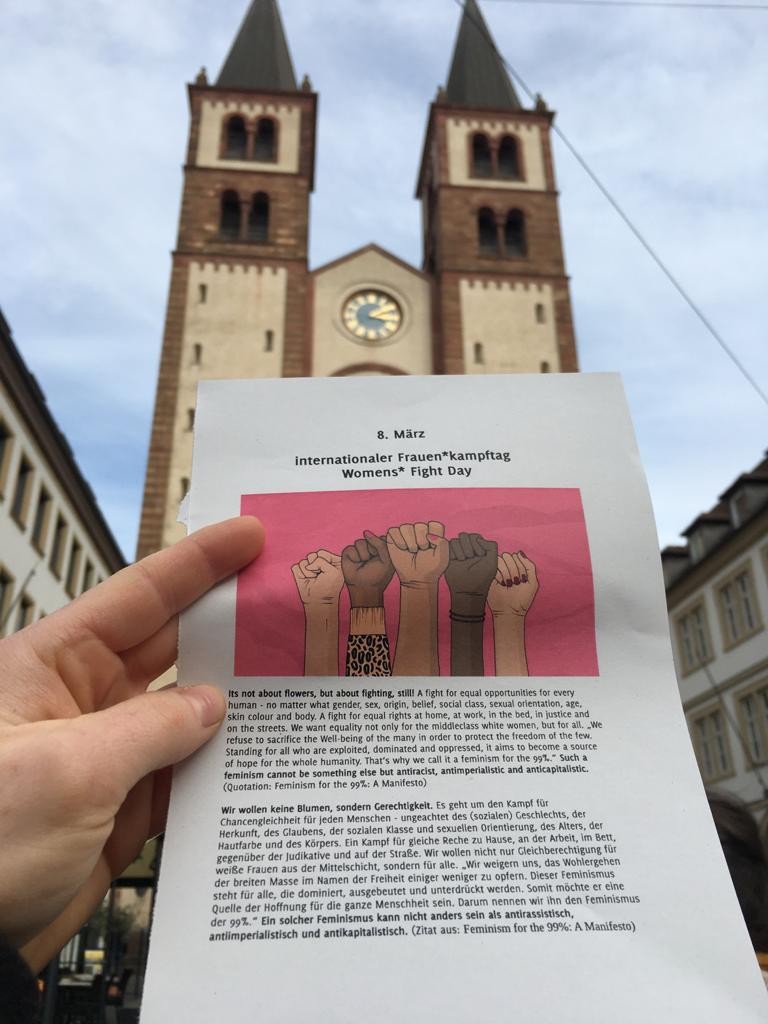 8. März
internationaler Frauen*kampftag
Womens* Fight Day
Its not about flowers, but about fighting, still! A fight for equal opportunities for every
human - no matter what gender, sex, origin, belief, social class, sexual orientation, age,
skin colour and body. A fight for equal rights at home, at work, in the bed, in justice and
on the streets. We want equality not only for the middleclass white women, but for all. „We
refuse to sacrifice the Well-being of the many in order to protect the freedom of the few.
Standing for all who are exploited, dominated and oppressed, it aims to become a source
of hope for the whole humanity. That's why we call it a feminism for the 99%.“ Such a
feminism cannot be something else but antiracist, antimperialistic and anticapitalistic.
(Quotation: Feminism for the 99%: A Manifesto)
Wir wollen keine Blumen, sondern Gerechtigkeit. Es geht um den Kampf für
Chancengleichheit für jeden Menschen - ungeachtet des (sozialen) Geschlechts, der
Herkunft, des Glaubens, der sozialen Klasse und sexuellen Orientierung, des Alters, der
Hautfarbe und des Körpers. Ein Kampf für gleiche Rechte zu Hause, an der Arbeit, im Bett,
gegenüber der Judikative und auf der Straße. Wir wollen nicht nur Gleichberechtigung für
weiße Frauen aus der Mittelschicht, sondern für alle. „Wir weigern uns, das Wohlergehen
der breiten Masse im Namen der Freiheit einiger weniger zu opfern. Dieser Feminismus
steht für alle, die dominiert, ausgebeutet und unterdrückt werden. Somit möchte er eine
Quelle der Hoffnung für die ganze Menschheit sein. Darum nennen wir ihn den Feminismus
der 99%.“ Ein solcher Feminismus kann nicht anders sein als antirassistisch,
antiimperialistisch und antikapitalistisch. (Zitat aus: Feminism for the 99%: A Manifesto)